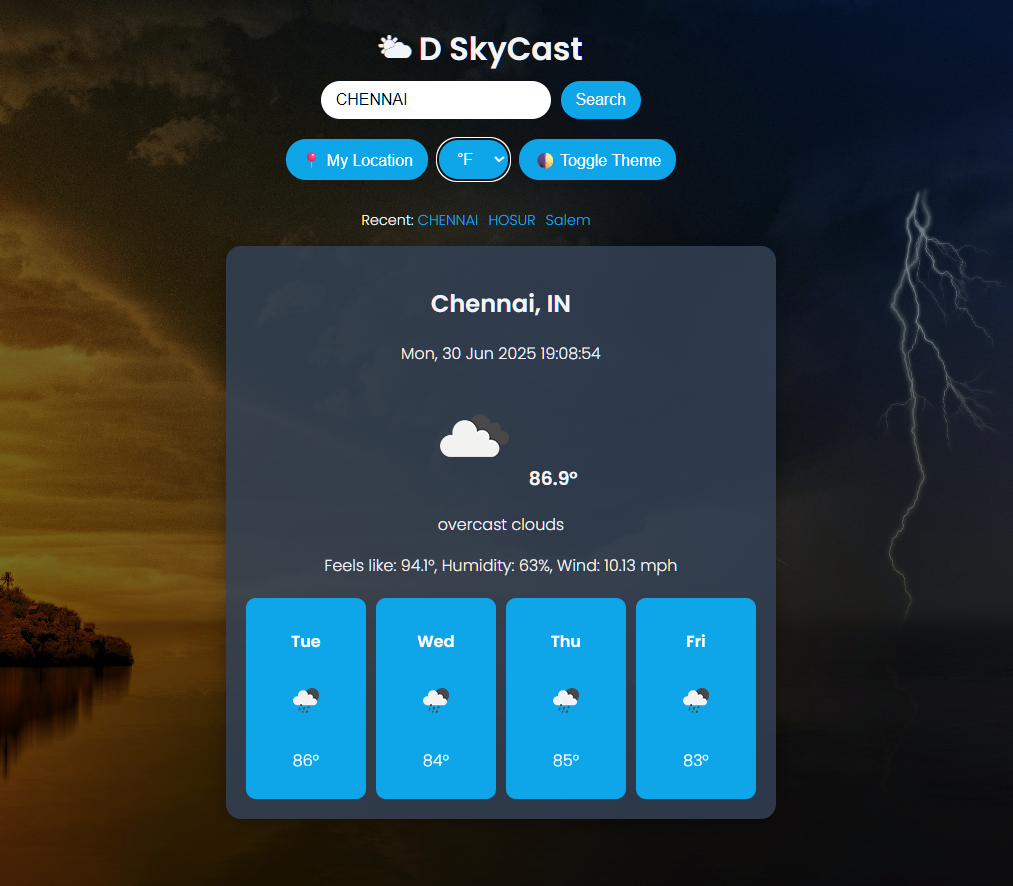 D SkyCast
CHENNAI
Search
My Location
°F
Toggle Theme
Recent: CHENNAI HOSUR Salem
Chennai, IN
Mon, 30 Jun 2025 19:08:54
86.9°
overcast clouds
Feels like: 94.1°, Humidity: 63%, Wind: 10.13 mph
Tue
Wed
Thu
Fri
86°
84°
85°
83°